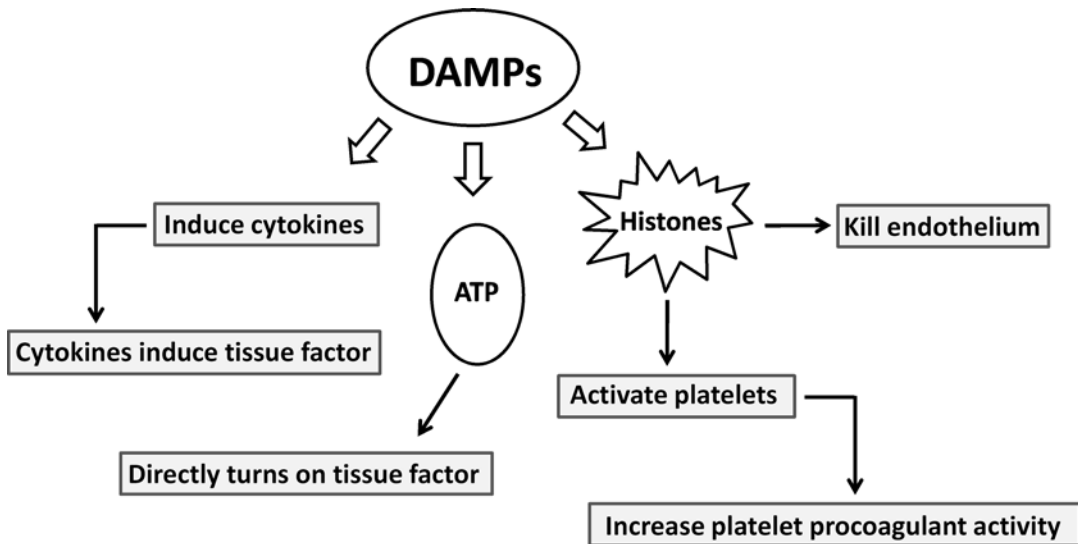 DAMPs
Induce cytokines
Histones
Kill endothelium
ATP
Cytokines induce tissue factor
Activate platelets
Directly turns on tissue factor
Increase platelet procoagulant activity